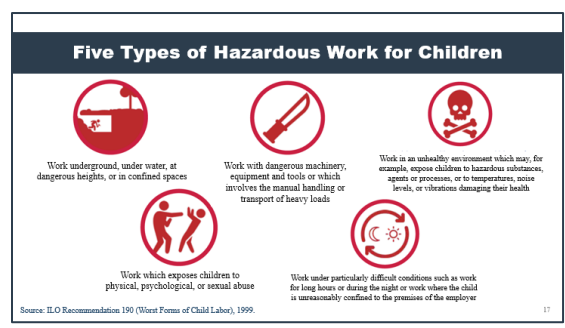 Five Types of Hazardous Work for Children
Work underground, under water, at
dangerous heights, or in confined spaces
Work with dangerous machinery,
equipment and tools or which
involves the manual handling or
transport of heavy loads
Work in an unhealthy environment which may, for
example, expose children to hazardous substances,
agents or processes, or to temperatures, noise
levels, or vibrations damaging their health
Work which exposes children to
physical, psychological, or sexual abuse
Work under particularly difficult conditions such as work
for long hours or during the night or work where the child
is unreasonably confined to the premises of the employer
Source: ILO Recommendation 190 (Worst Forms of Child Labor), 1999.
17